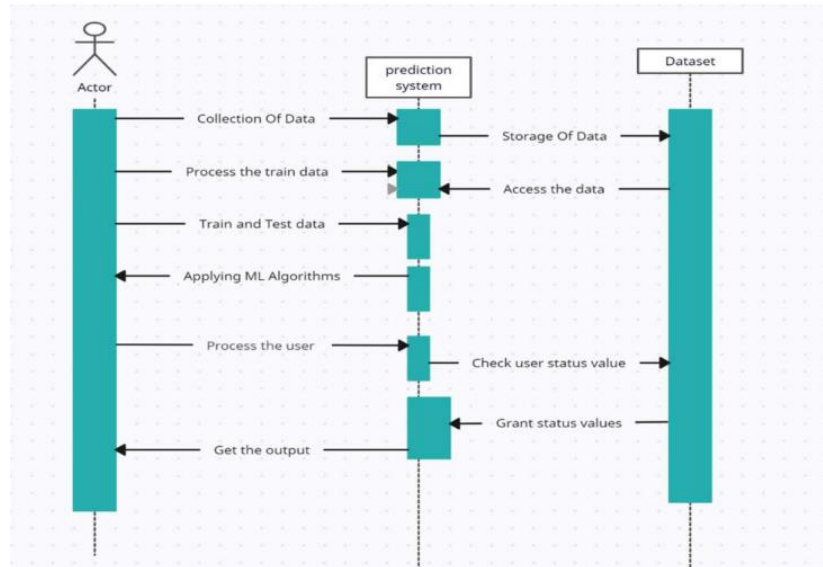 Actor
prediction
system
Dataset
Collection Of Data
Storage Of Data
Process the train data
Access the data
Train and Test data
Applying ML Algorithms
Process the user
Check user status value
Grant status values
Get the output